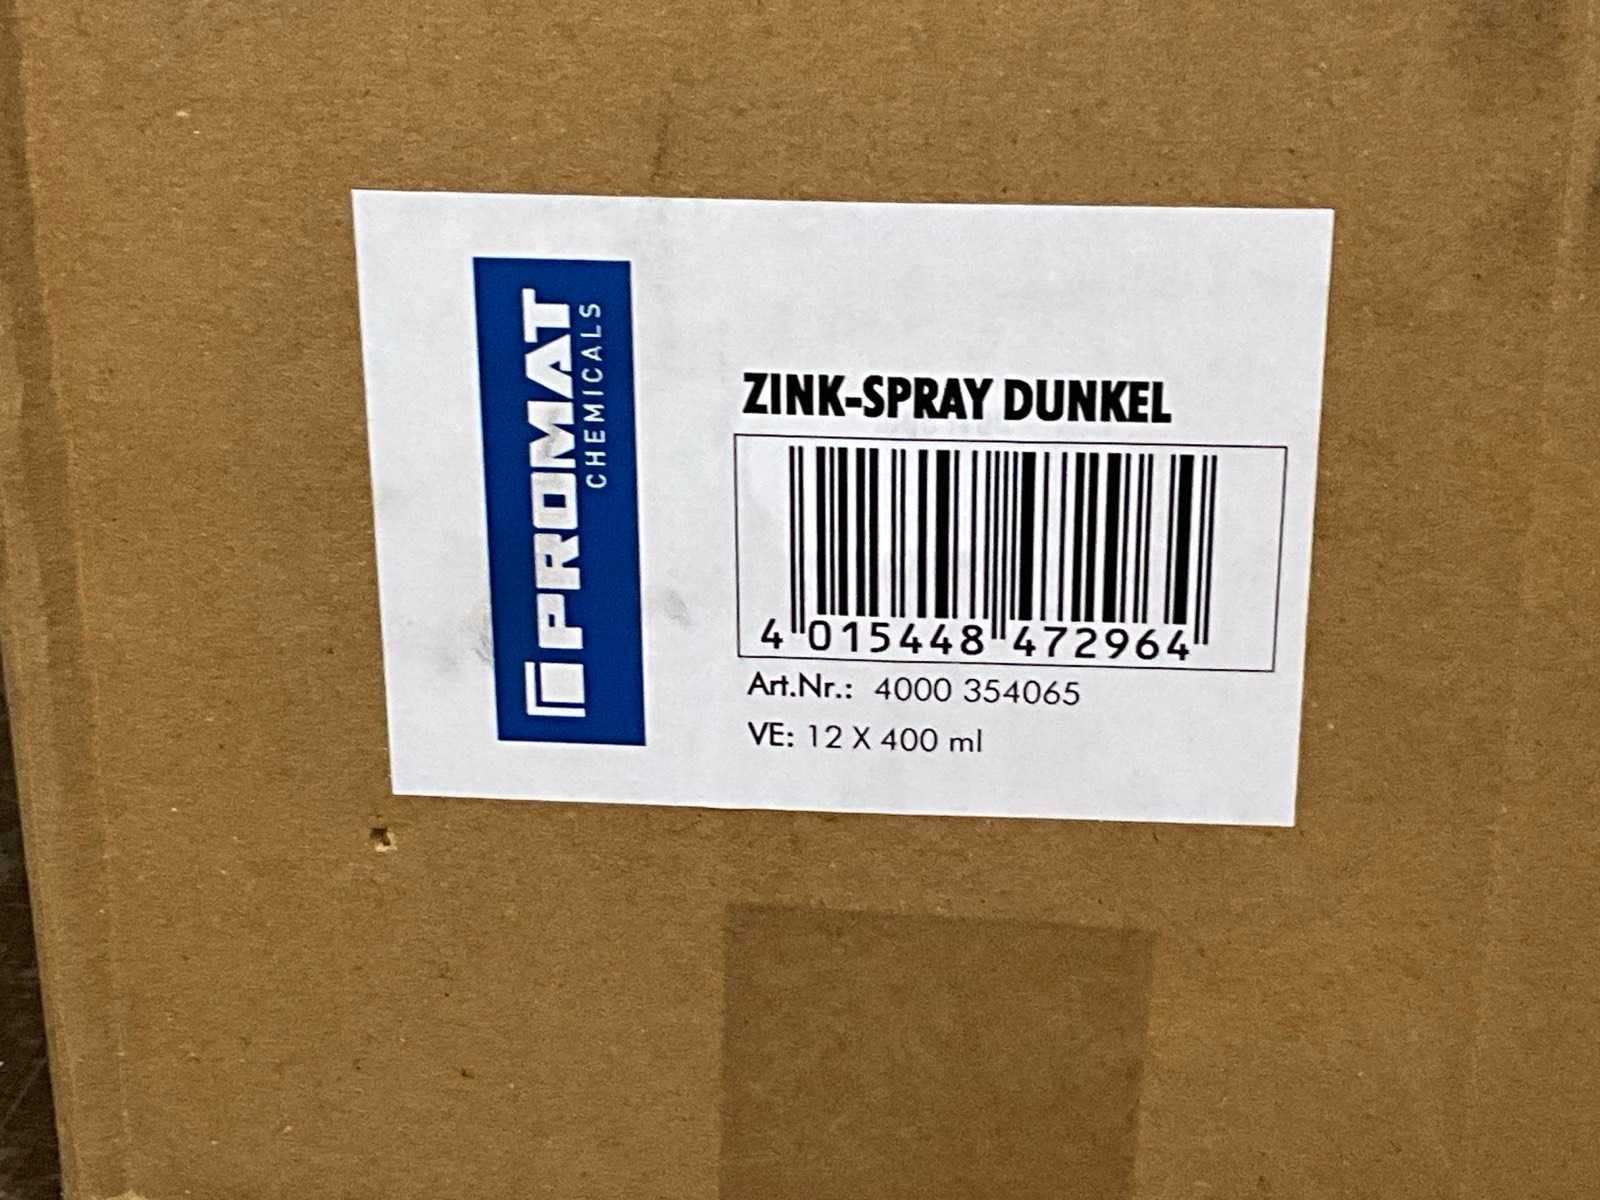 PROMAT
CHEMICALS
ZINK-SPRAY DUNKEL
4 015448 472964
Art.Nr.: 4000 354065
VE: 12 X 400 ml